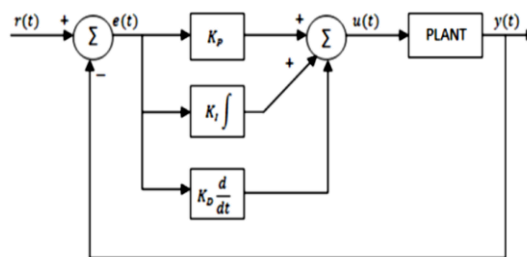 r(t) + Σ e(t) K_P + Σ u(t) PLANT y(t)
−
+
K_I ∫
K_D d/dt